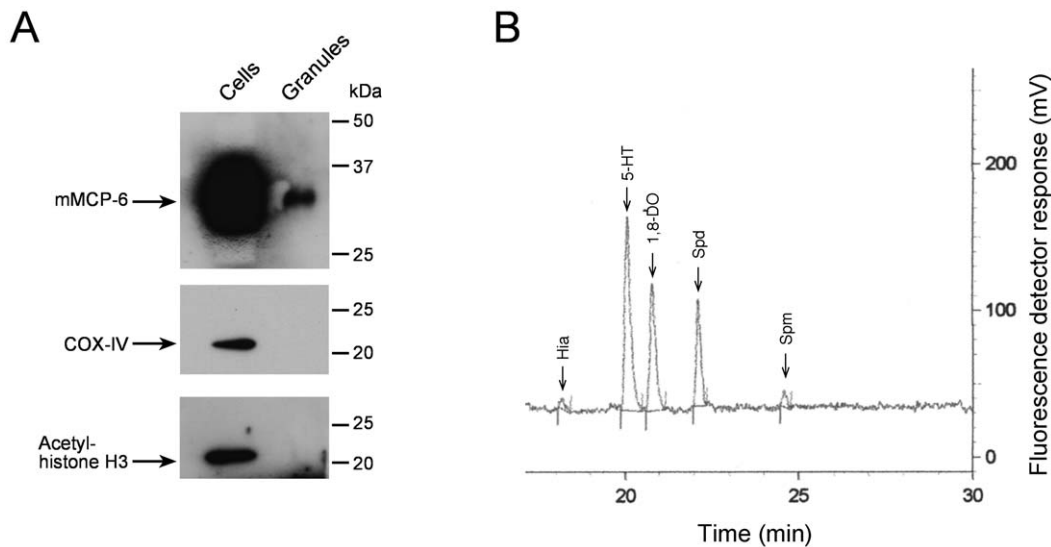 A
Cells
Granules
kDa
50
37
mMCP-6
25
25
COX-IV
20
25
Acetyl-
histone H3
20
B
Hia
5-HT
1,8-DO
Spd
Spm
200
100
0
Fluorescence detector response (mV)
20
25
30
Time (min)